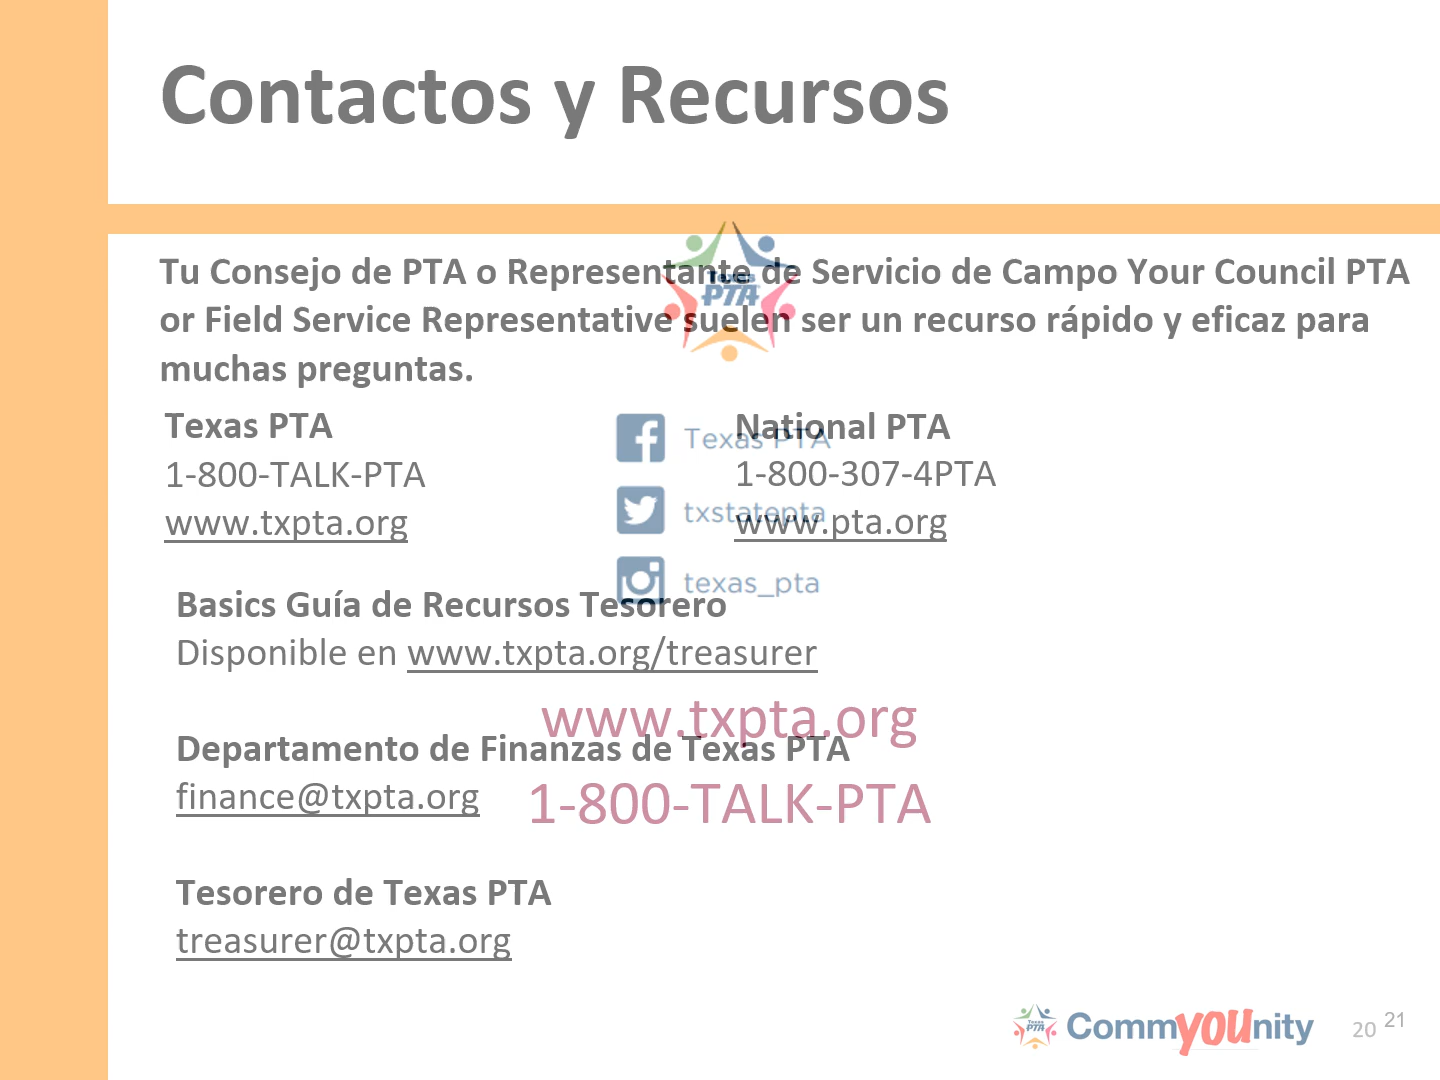 Contactos y Recursos
Tu Consejo de PTA o Representante de Servicio de Campo Your Council PTA
or Field Service Representative suelen ser un recurso rápido y eficaz para
muchas preguntas.
Texas PTA
Texas PTA
1-800-TALK-PTA
www.txpta.org
National PTA
1-800-307-4PTA
www.pta.org
Texas PTA
txstatepta
texas_pta
Basics Guía de Recursos Tesorero
Disponible en www.txpta.org/treasurer
www.txpta.org
Departamento de Finanzas de Texas PTA
finance@txpta.org
1-800-TALK-PTA
Tesorero de Texas PTA
treasurer@txpta.org
Texas PTA
CommYOUnity
20
21